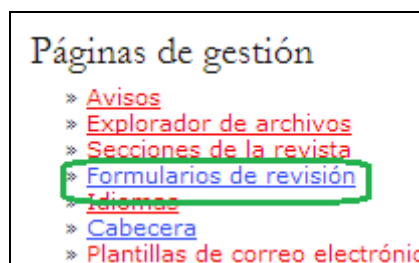 Páginas de gestión
» Avisos
» Explorador de archivos
» Secciones de la revista
» Formularios de revisión
» Idiomas
» Cabecera
» Plantillas de correo electrónic